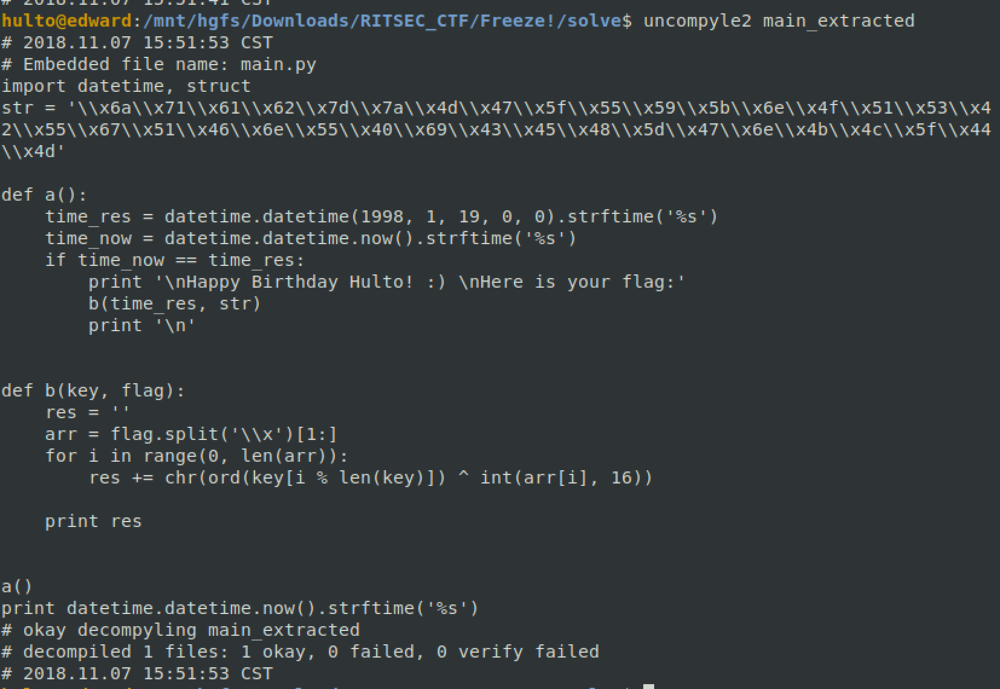 # 2018.11.07 15:51:41 CST
hulto@edward:/mnt/hgfs/Downloads/RITSEC_CTF/Freeze!/solve$ uncompyle2 main_extracted
# 2018.11.07 15:51:53 CST
# Embedded file name: main.py
import datetime, struct
str = '\\x6a\\x71\\x61\\x62\\x7d\\x7a\\x4d\\x47\\x5f\\x55\\x59\\x5b\\x6e\\x4f\\x51\\x53\\x4
2\\x55\\x67\\x51\\x46\\x6e\\x55\\x40\\x69\\x43\\x45\\x48\\x5d\\x47\\x6e\\x4b\\x4c\\x5f\\x44
\\x4d'
def a():
    time_res = datetime.datetime(1998, 1, 19, 0, 0).strftime('%s')
    time_now = datetime.datetime.now().strftime('%s')
    if time_now == time_res:
        print '\nHappy Birthday Hulto! :) \nHere is your flag:'
        b(time_res, str)
        print '\n'
def b(key, flag):
    res = ''
    arr = flag.split('\\x')[1:]
    for i in range(0, len(arr)):
        res += chr(ord(key[i % len(key)]) ^ int(arr[i], 16))
    print res
a()
print datetime.datetime.now().strftime('%s')
# okay decompyling main_extracted
# decompiled 1 files: 1 okay, 0 failed, 0 verify failed
# 2018.11.07 15:51:53 CST